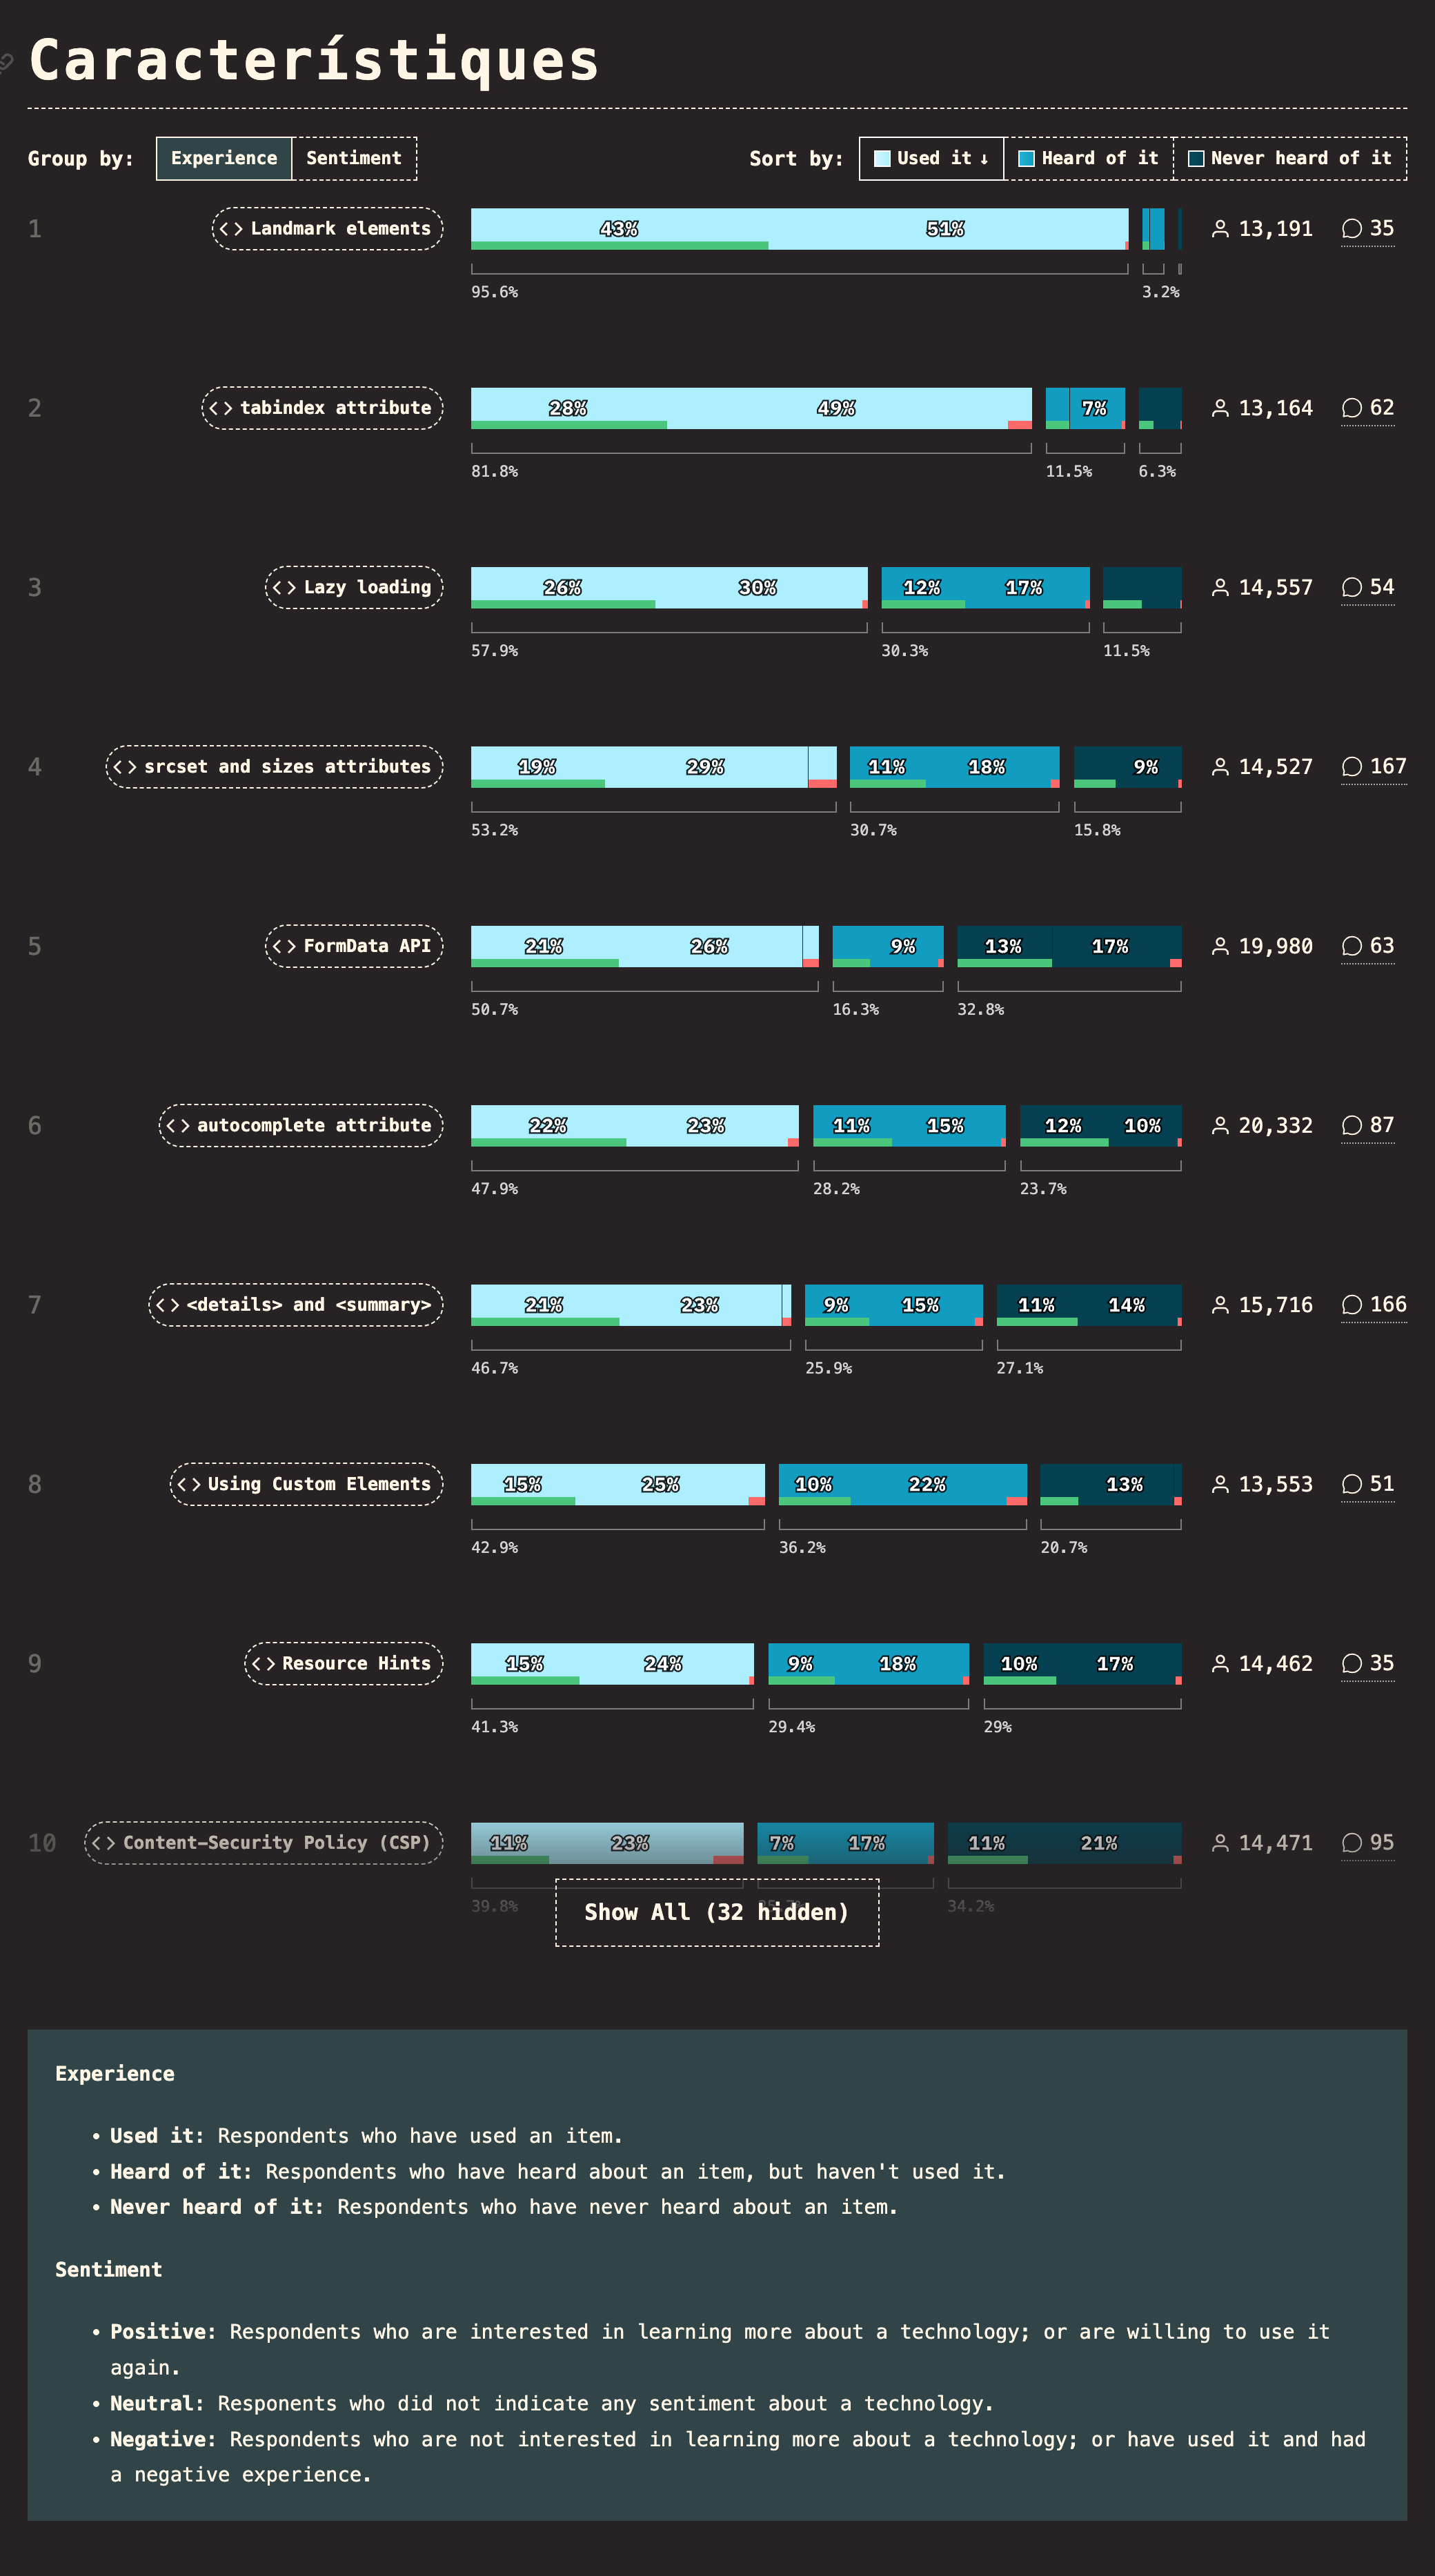 Característiques
Group by: Experience Sentiment Sort by: Used it ↓ Heard of it Never heard of it
1 <> Landmark elements 43% 51% 13,191 35
95.6% 3.2%
2 <> tabindex attribute 28% 49% 7% 13,164 62
81.8% 11.5% 6.3%
3 <> Lazy loading 26% 30% 12% 17% 14,557 54
57.9% 30.3% 11.5%
4 <> srcset and sizes attributes 19% 29% 11% 18% 9% 14,527 167
53.2% 30.7% 15.8%
5 <> FormData API 21% 26% 9% 13% 17% 19,980 63
50.7% 16.3% 32.8%
6 <> autocomplete attribute 22% 23% 11% 15% 12% 10% 20,332 87
47.9% 28.2% 23.7%
7 <> <details> and <summary> 21% 23% 9% 15% 11% 14% 15,716 166
46.7% 25.9% 27.1%
8 <> Using Custom Elements 15% 25% 10% 22% 13% 13,553 51
42.9% 36.2% 20.7%
9 <> Resource Hints 15% 24% 9% 18% 10% 17% 14,462 35
41.3% 29.4% 29%
10 <> Content-Security Policy (CSP) 11% 23% 7% 17% 11% 21% 14,471 95
39.8% 34.2%
Show All (32 hidden)
Experience
• Used it: Respondents who have used an item.
• Heard of it: Respondents who have heard about an item, but haven't used it.
• Never heard of it: Respondents who have never heard about an item.
Sentiment
• Positive: Respondents who are interested in learning more about a technology; or are willing to use it
again.
• Neutral: Responents who did not indicate any sentiment about a technology.
• Negative: Respondents who are not interested in learning more about a technology; or have used it and had
a negative experience.